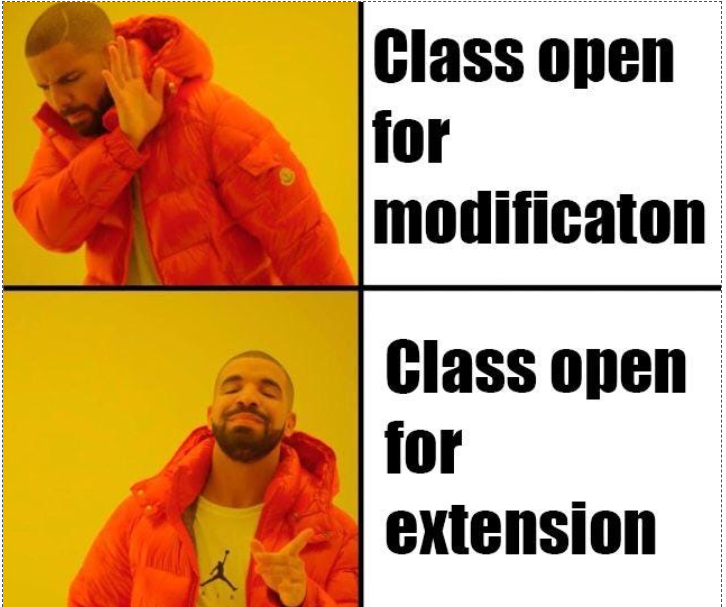 Class open
for
modificaton
Class open
for
extension